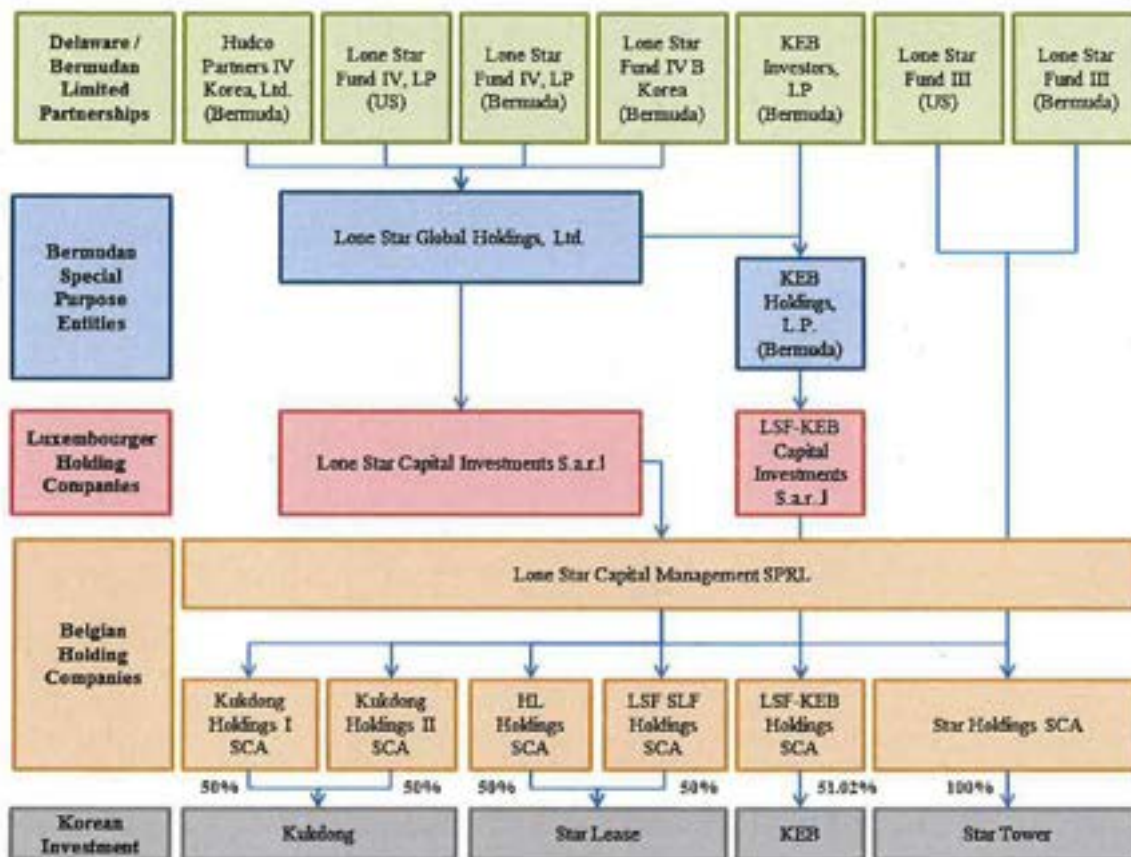 Delaware /
Bermudan
Limited
Partnerships
Hudco
Partners IV
Korea, Ltd.
(Bermuda)
Lone Star
Fund IV, LP
(US)
Lone Star
Fund IV, LP
(Bermuda)
Lone Star
Fund IV B
Korea
(Bermuda)
KEB
Investors,
LP
(Bermuda)
Lone Star
Fund III
(US)
Lone Star
Fund III
(Bermuda)
Bermudan
Special
Purpose
Entities
Lone Star Global Holdings, Ltd.
KEB
Holdings,
L.P.
(Bermuda)
Luxembourger
Holding
Companies
Lone Star Capital Investments S.a.r.l
LSF-KEB
Capital
Investments
S.a.r. l
Belgian
Holding
Companies
Lone Star Capital Management SPRL
Kukdong
Holdings I
SCA
Kukdong
Holdings II
SCA
HL
Holdings
SCA
LSF SLF
Holdings
SCA
LSF-KEB
Holdings
SCA
Star Holdings SCA
50% 50% 50% 50% 51.02% 100%
Korean
Investment
Kukdong
Star Lease
KEB
Star Tower